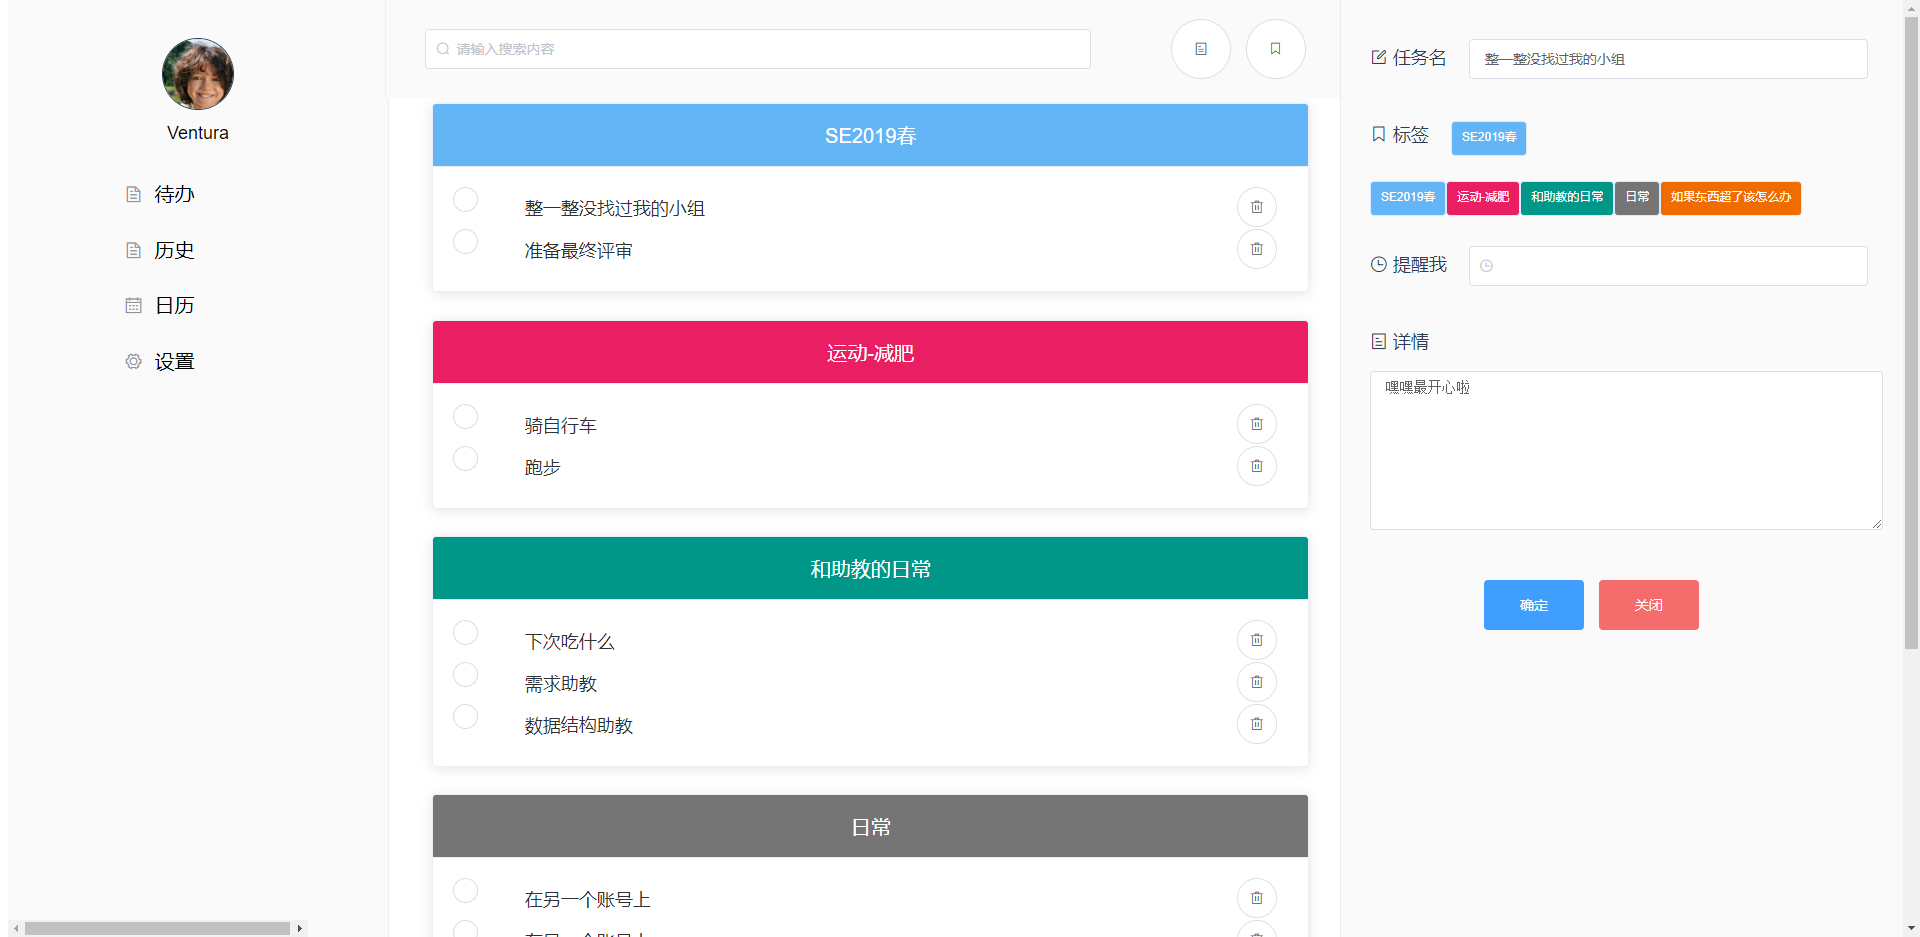 Ventura
待办
历史
日历
设置
请输入搜索内容
SE2019春
整一整没找过我的小组
准备最终评审
运动-减肥
骑自行车
跑步
和助教的日常
下次吃什么
需求助教
数据结构助教
日常
在另一个账号上
任务名
整一整没找过我的小组
标签 SE2019春
SE2019春 运动-减肥 和助教的日常 日常 如果东西超了该怎么办
提醒我
详情
嘿嘿最开心啦
确定 关闭